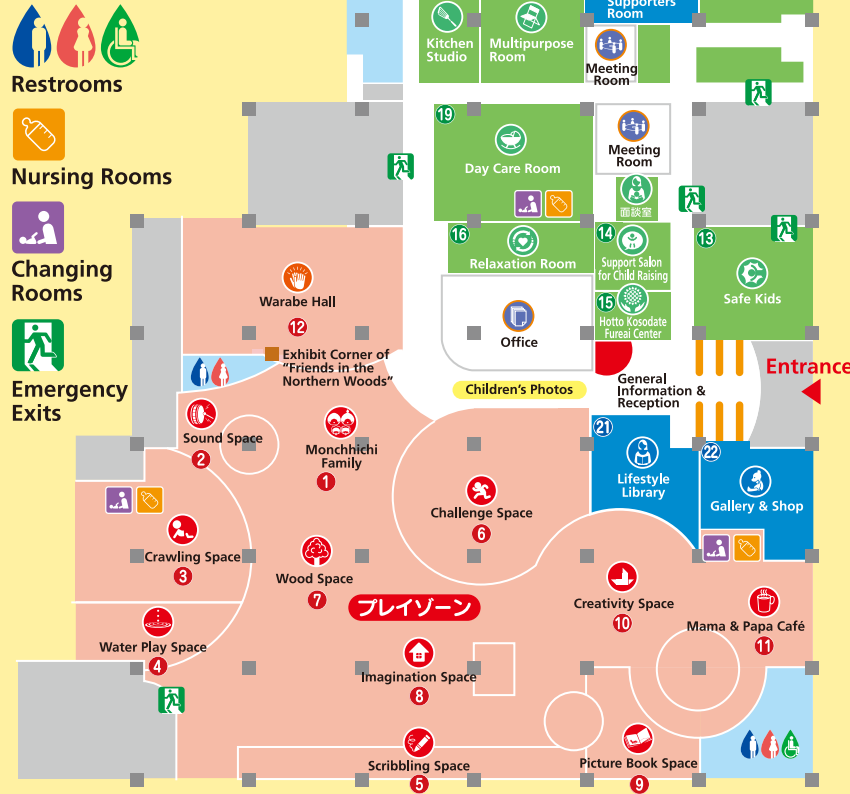 Supporters
Room
Restrooms
Kitchen
Studio
Multipurpose
Room
Meeting
Room
Nursing Rooms
19
Day Care Room
Meeting
Room
面談室
Changing
Rooms
16
Relaxation Room
14
Support Salon
for Child Raising
13
Safe Kids
15
Hotto Kosodate
Fureai Center
Warabe Hall
12
Office
Emergency
Exits
Exhibit Corner of
"Friends in the
Northern Woods"
Children's Photos
General
Information &
Reception
Entrance
Sound Space
2
Monchhichi
Family
1
21
Lifestyle
Library
22
Gallery & Shop
Challenge Space
6
Crawling Space
3
Wood Space
7
プレイゾーン
Creativity Space
10
Mama & Papa Café
11
Water Play Space
4
Imagination Space
8
Scribbling Space
5
Picture Book Space
9